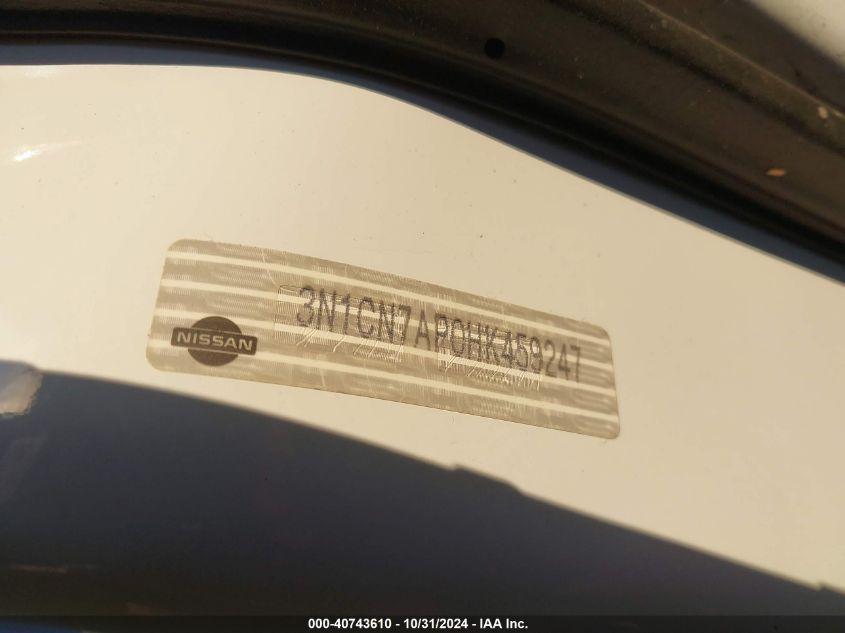 3N1CN7AP0HK459247
NISSAN
000-40743610 - 10/31/2024 - IAA Inc.